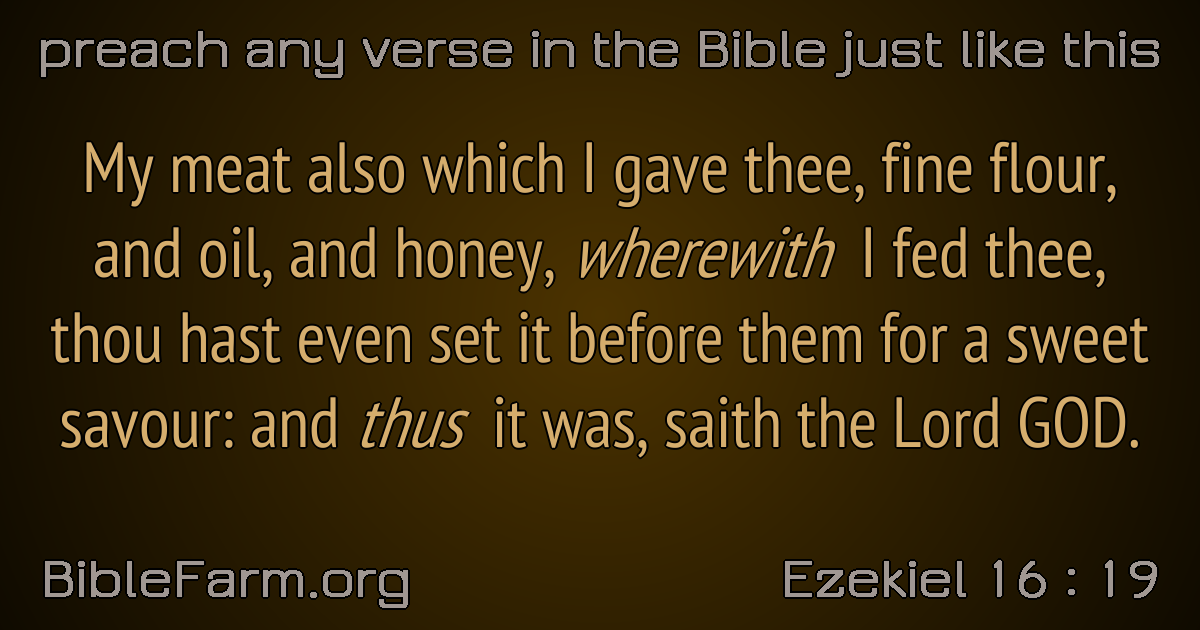 preach any verse in the Bible just like this
My meat also which I gave thee, fine flour,
and oil, and honey, wherewith I fed thee,
thou hast even set it before them for a sweet
savour: and thus it was, saith the Lord GOD.
BibleFarm.org
Ezekiel 16 : 19